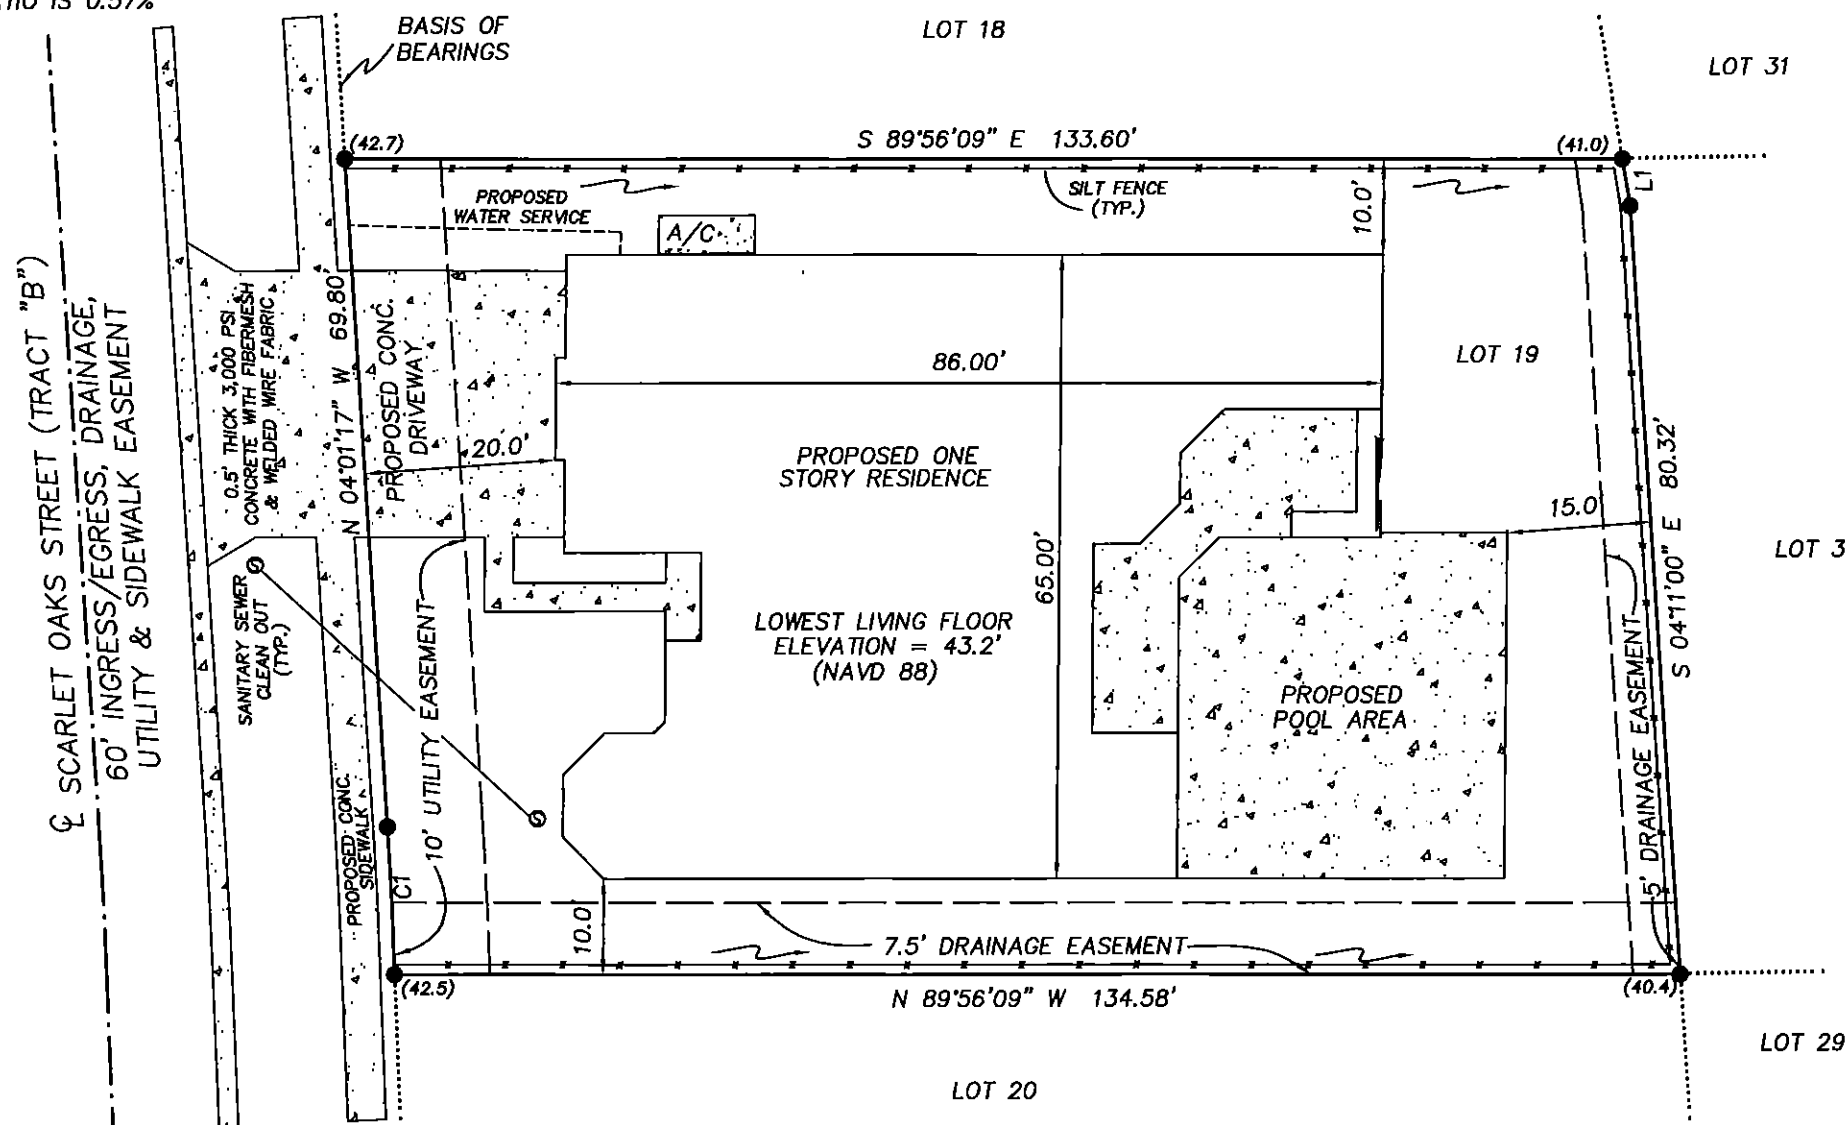 IS 0.57%
BASIS OF
BEARINGS
LOT 18
LOT 31
(42.7)
S 89°56'09" E 133.60'
(41.0)
L1
PROPOSED
WATER SERVICE
A/C
SILT FENCE
(TYP.)
10.0'
℄ SCARLET OAKS STREET (TRACT "B")
60' INGRESS/EGRESS, DRAINAGE,
UTILITY & SIDEWALK EASEMENT
0.5' THICK 3,000 PSI
CONCRETE WITH FIBERMESH
& WELDED WIRE FABRIC
N 04°01'17" W 69.80'
PROPOSED CONC.
DRIVEWAY
20.0'
86.00'
LOT 19
PROPOSED ONE
STORY RESIDENCE
65.00'
15.0'
S 04°11'00" E 80.32'
LOT 3
SANITARY SEWER
CLEAN OUT
(TYP.)
10' UTILITY EASEMENT
LOWEST LIVING FLOOR
ELEVATION = 43.2'
(NAVD 88)
PROPOSED
POOL AREA
5' DRAINAGE EASEMENT
PROPOSED CONC.
SIDEWALK
C1
10.0'
7.5' DRAINAGE EASEMENT
(42.5)
N 89°56'09" W 134.58'
(40.4)
LOT 29
LOT 20